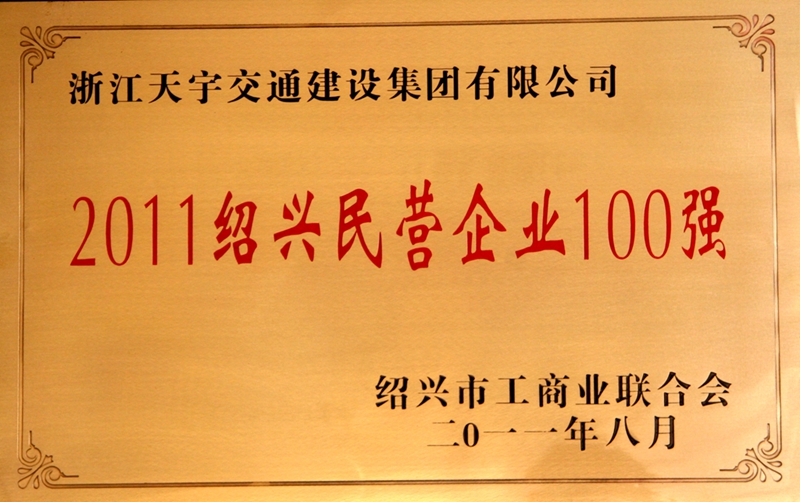 浙江天宇交通建设集团有限公司
2011绍兴民营企业100强
绍兴市工商业联合会
二0一一年八月